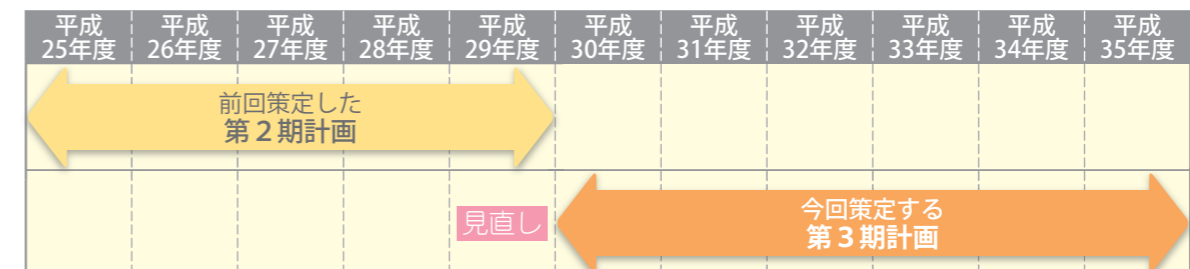 平成 平成 平成 平成 平成 平成 平成 平成 平成 平成 平成
25年度 26年度 27年度 28年度 29年度 30年度 31年度 32年度 33年度 34年度 35年度
前回策定した
第２期計画
見直し
今回策定する
第３期計画